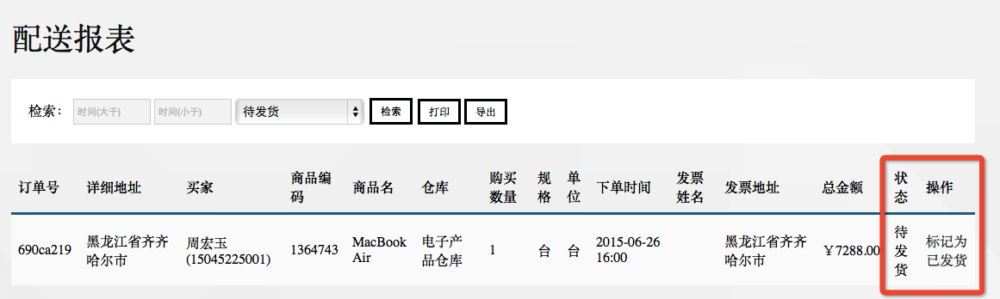 配送报表
检索： 时间(大于) 时间(小于) 待发货 检索 打印 导出
订单号 详细地址 买家 商品编码 商品名 仓库 购买数量 规格 单位 下单时间 发票姓名 发票地址 总金额 状态 操作
690ca219 黑龙江省齐齐哈尔市 周宏玉(15045225001) 1364743 MacBook Air 电子产品仓库 1 台 台 2015-06-26 16:00 黑龙江省齐齐哈尔市 ￥7288.00 待发货 标记为已发货